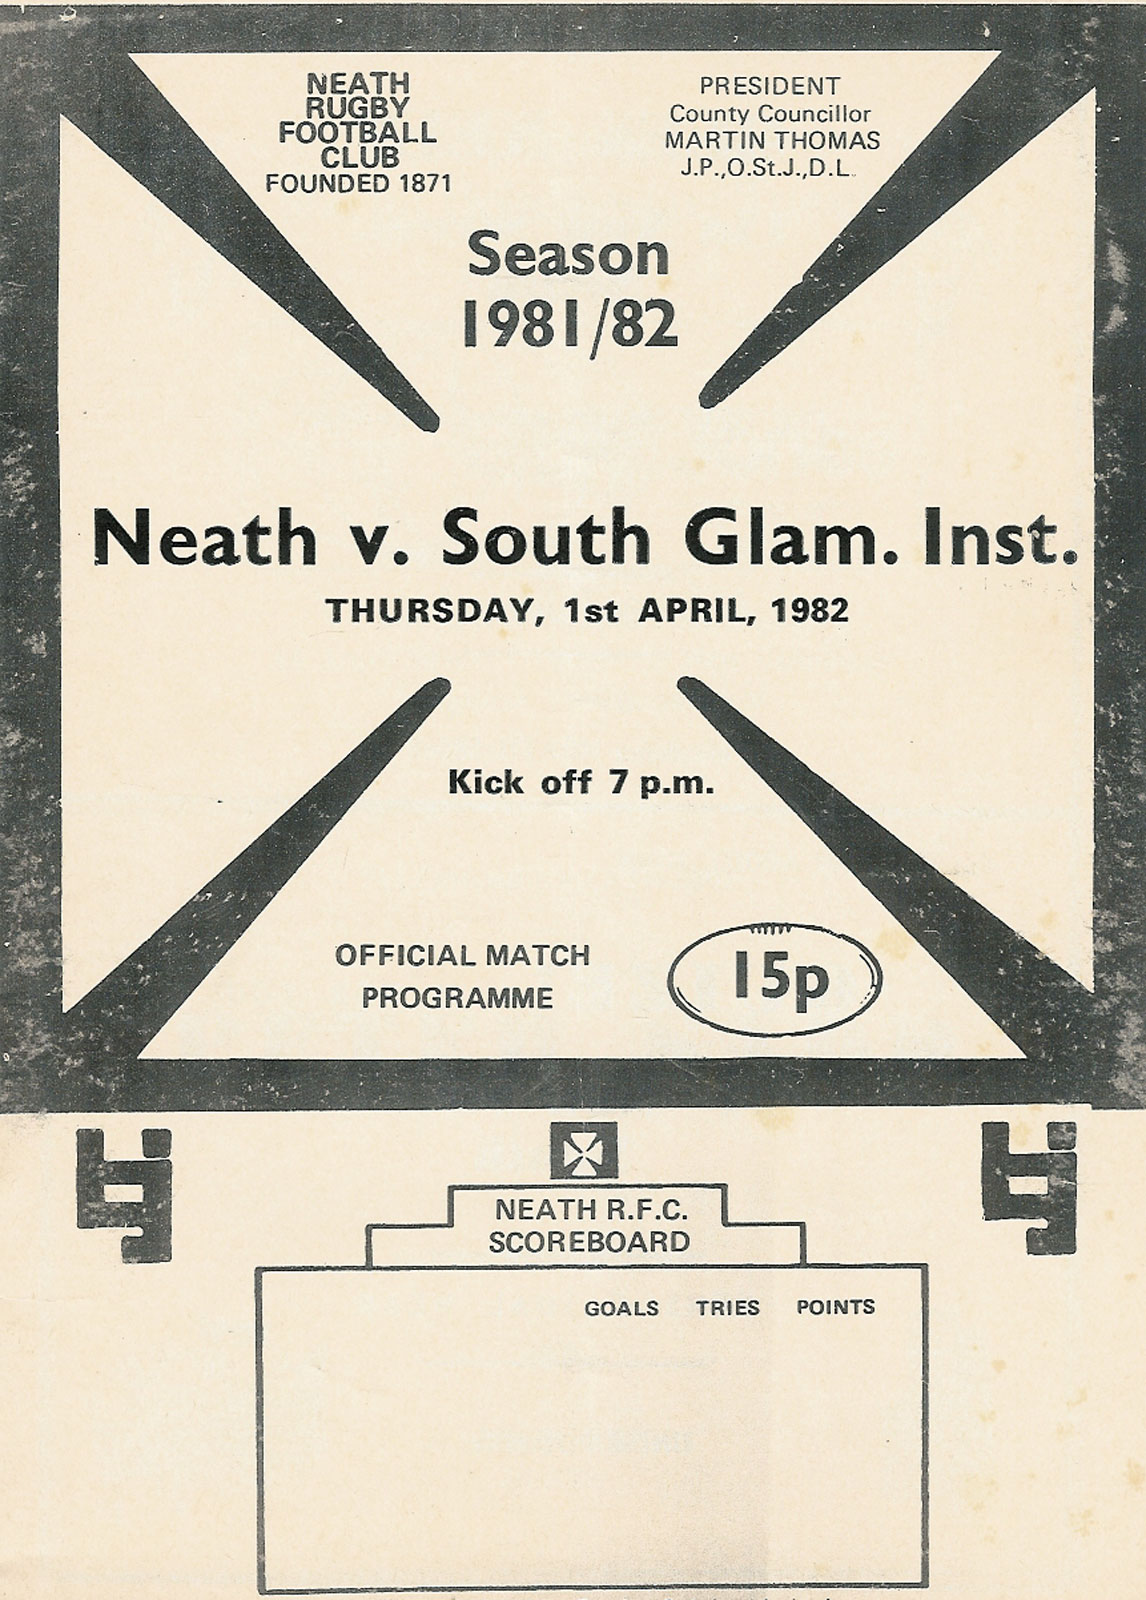 NEATH
RUGBY
FOOTBALL
CLUB
FOUNDED 1871
PRESIDENT
County Councillor
MARTIN THOMAS
J.P.,O.St.J.,D.L.
Season
1981/82
Neath v. South Glam. Inst.
THURSDAY, 1st APRIL, 1982
Kick off 7 p.m.
OFFICIAL MATCH
PROGRAMME
15p
NEATH R.F.C.
SCOREBOARD
GOALS TRIES POINTS